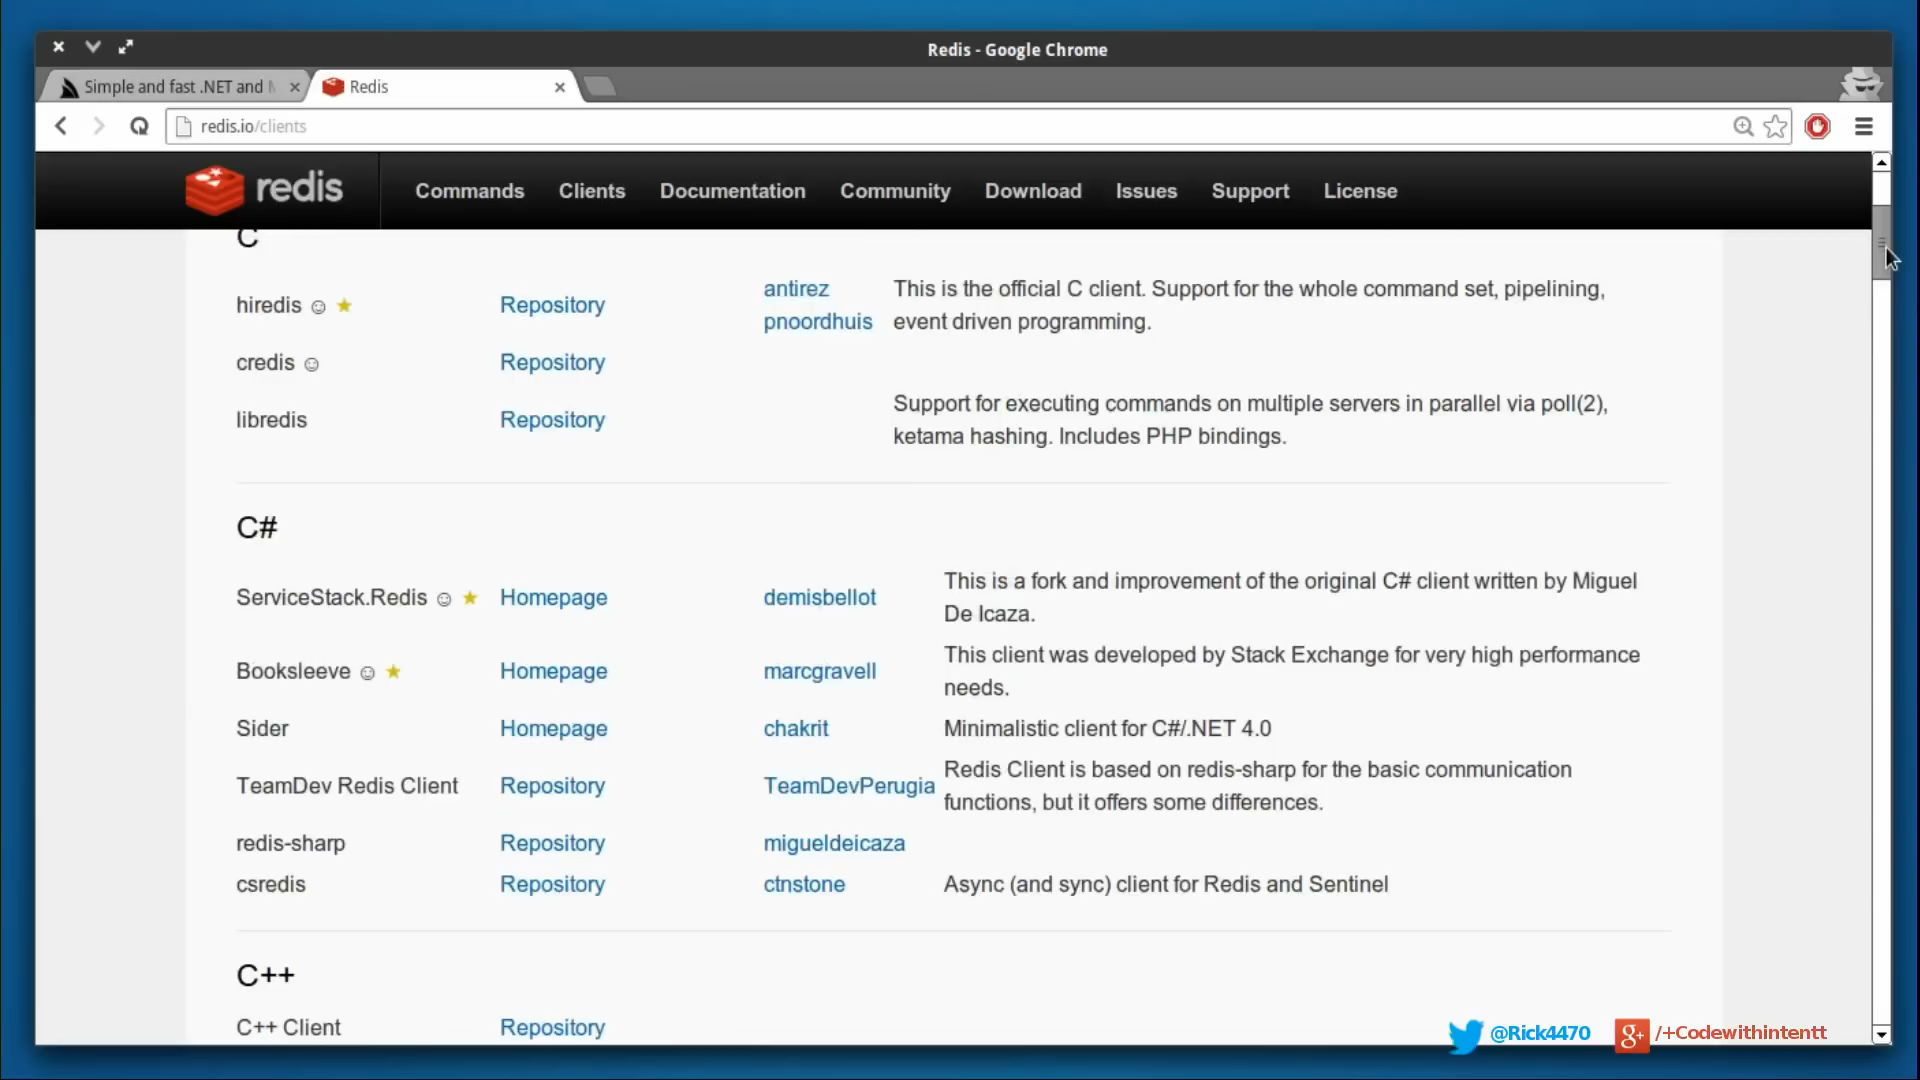 Redis - Google Chrome
Simple and fast .NET and
Redis
redis.io/clients
redis
Commands Clients Documentation Community Download Issues Support License
C
hiredis ☺ ★ Repository antirez This is the official C client. Support for the whole command set, pipelining,
pnoordhuis event driven programming.
credis ☺ Repository
Support for executing commands on multiple servers in parallel via poll(2),
libredis Repository
ketama hashing. Includes PHP bindings.
C#
This is a fork and improvement of the original C# client written by Miguel
ServiceStack.Redis ☺ ★ Homepage demisbellot
De Icaza.
This client was developed by Stack Exchange for very high performance
Booksleeve ☺ ★ Homepage marcgravell
needs.
Sider Homepage chakrit Minimalistic client for C#/.NET 4.0
Redis Client is based on redis-sharp for the basic communication
TeamDev Redis Client Repository TeamDevPerugia
functions, but it offers some differences.
redis-sharp Repository migueldeicaza
csredis Repository ctnstone Async (and sync) client for Redis and Sentinel
C++
C++ Client Repository
@Rick4470 g+ /+Codewithintentt